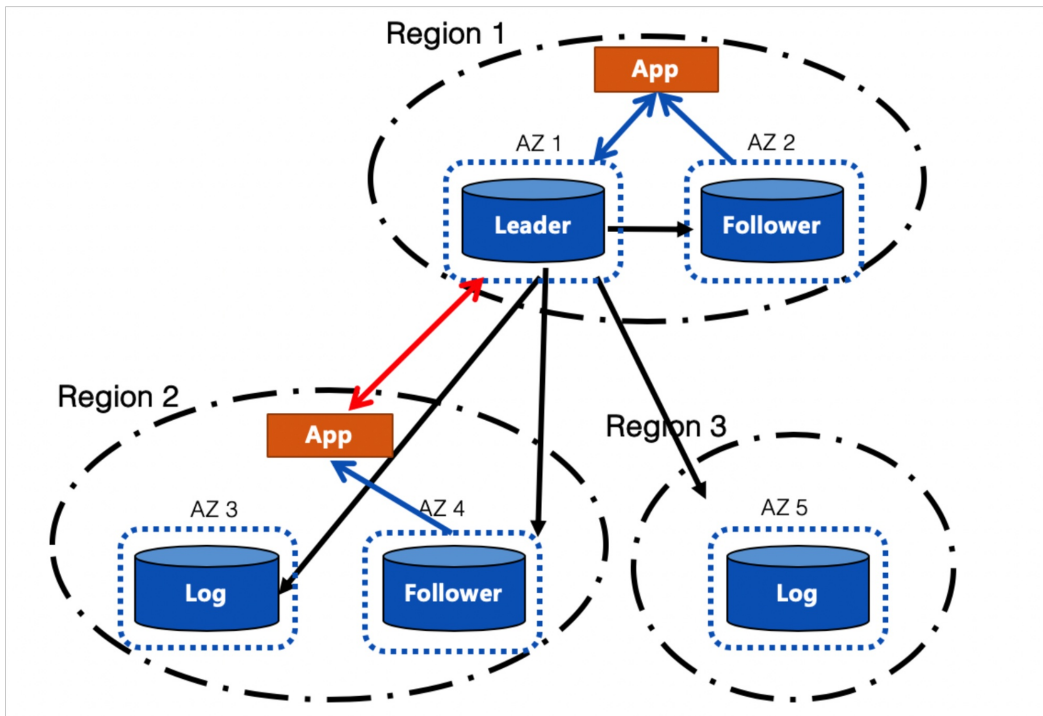 Region 1
App
AZ 1
AZ 2
Leader
Follower
Region 2
App
Region 3
AZ 3
AZ 4
AZ 5
Log
Follower
Log